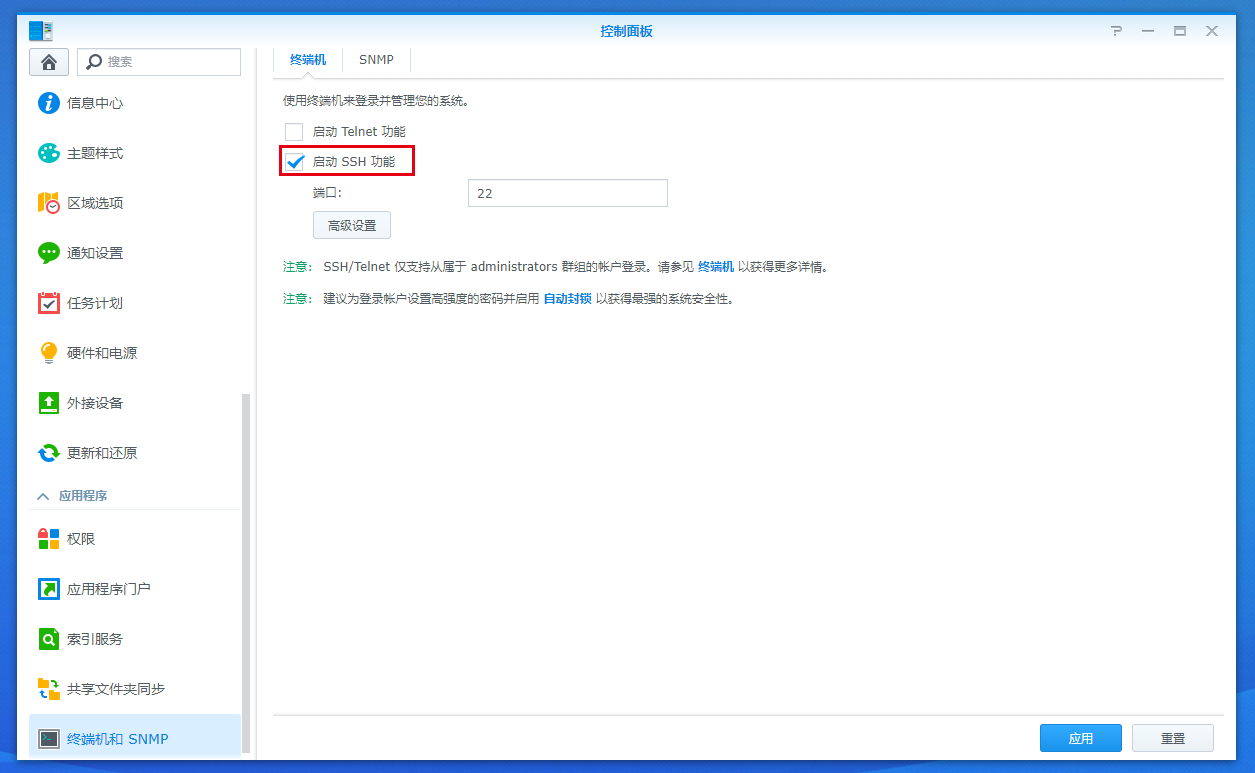 控制面板
搜索
信息中心
主题样式
区域选项
通知设置
任务计划
硬件和电源
外接设备
更新和还原
应用程序
权限
应用程序门户
索引服务
共享文件夹同步
终端机和 SNMP
终端机 SNMP
使用终端机来登录并管理您的系统。
启动 Telnet 功能
启动 SSH 功能
端口: 22
高级设置
注意: SSH/Telnet 仅支持从属于 administrators 群组的帐户登录。请参见 终端机 以获得更多详情。
注意: 建议为登录帐户设置高强度的密码并启用 自动封锁 以获得最强的系统安全性。
应用 重置